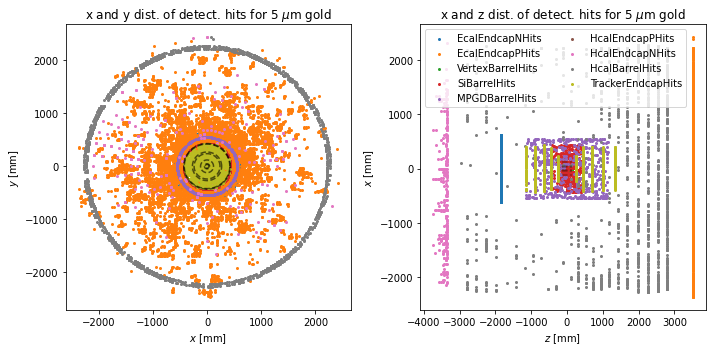 x and y dist. of detect. hits for 5 μm gold
y [mm]
2000
1000
0
−1000
−2000
−2000 −1000 0 1000 2000
x [mm]
x and z dist. of detect. hits for 5 μm gold
EcalEndcapNHits
EcalEndcapPHits
VertexBarrelHits
SiBarrelHits
MPGDBarrelHits
HcalEndcapPHits
HcalEndcapNHits
HcalBarrelHits
TrackerEndcapHits
x [mm]
2000
1000
0
−1000
−2000
−4000 −3000 −2000 −1000 0 1000 2000 3000
z [mm]